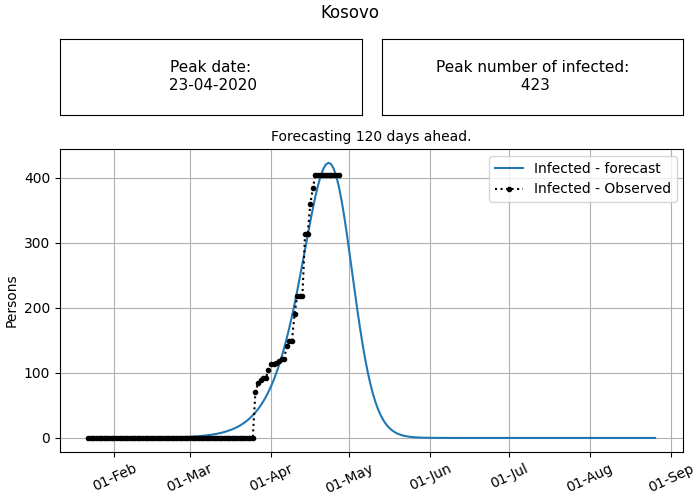 Kosovo
Peak date:
23-04-2020
Peak number of infected:
423
Forecasting 120 days ahead.
Infected - forecast
Infected - Observed
Persons
400
300
200
100
0
01-Feb
01-Mar
01-Apr
01-May
01-Jun
01-Jul
01-Aug
01-Sep